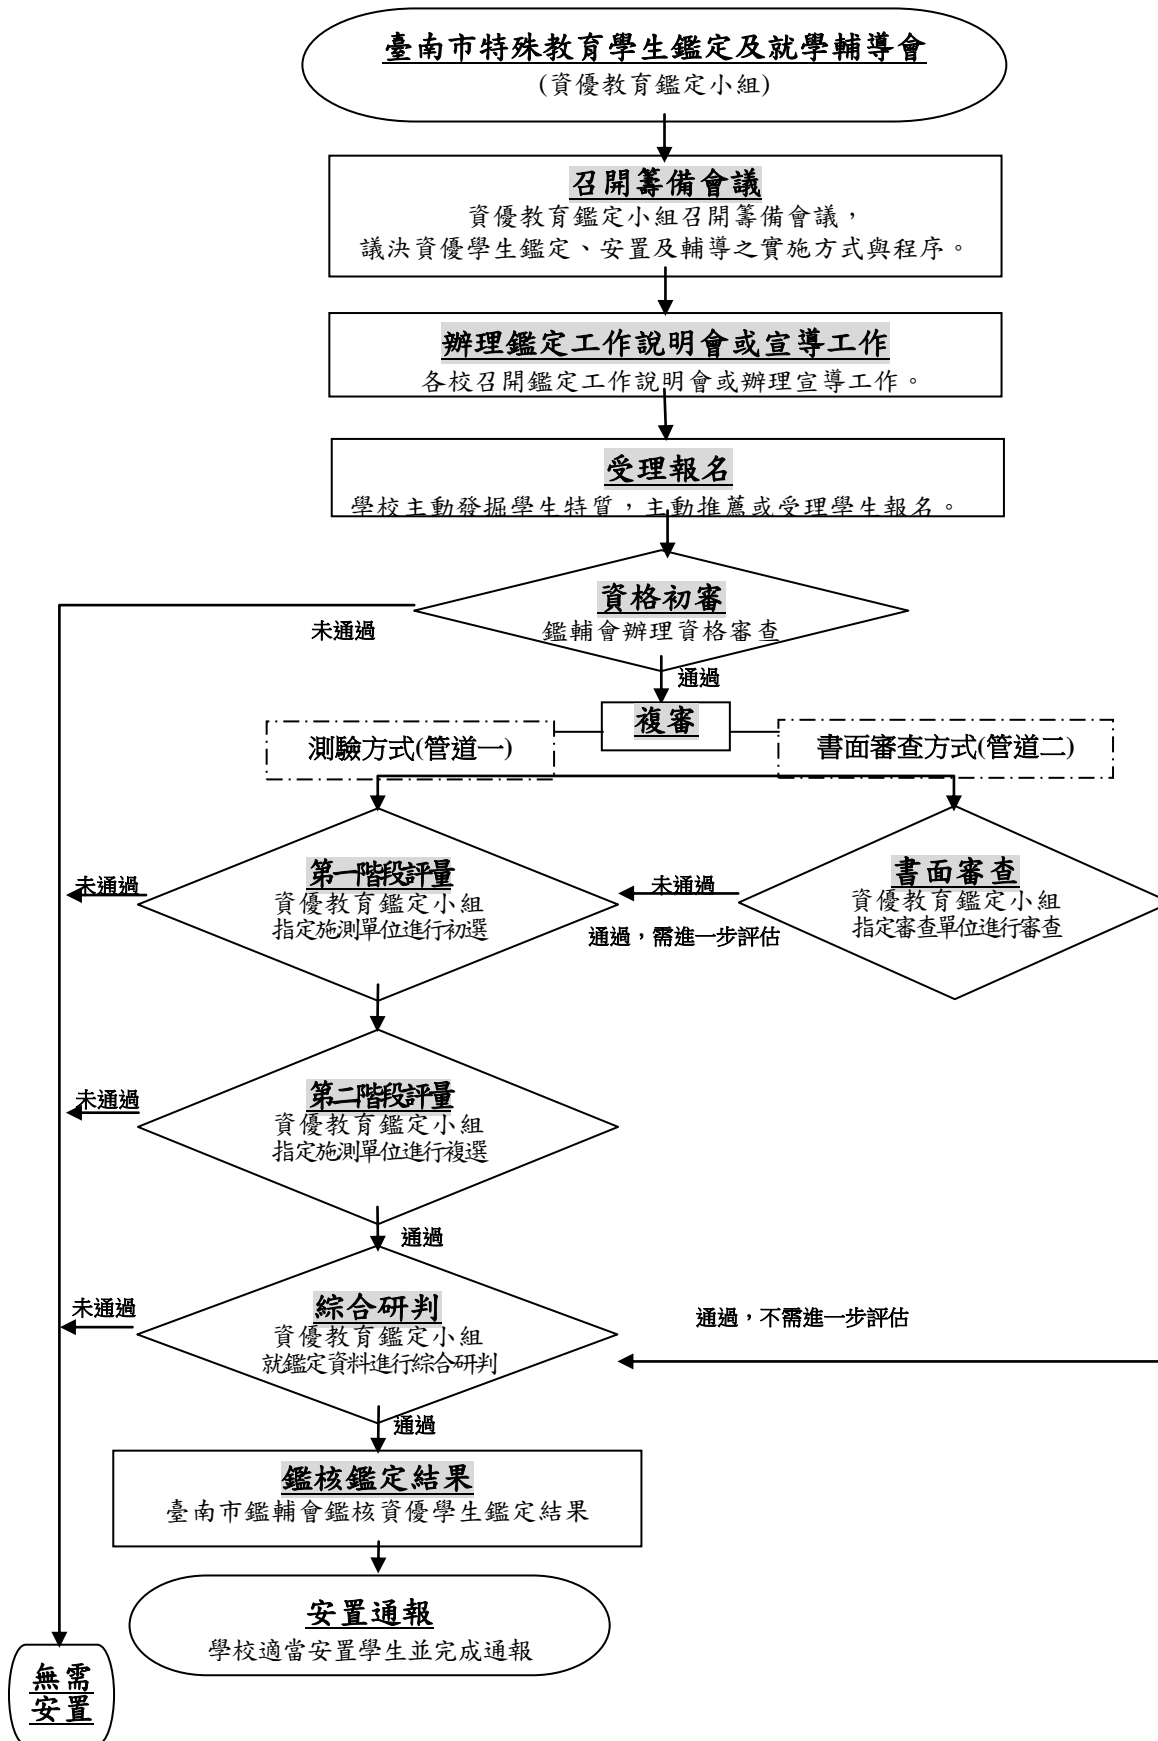 臺南市特殊教育學生鑑定及就學輔導會
(資優教育鑑定小組)
召開籌備會議
資優教育鑑定小組召開籌備會議，
議決資優學生鑑定、安置及輔導之實施方式與程序。
辦理鑑定工作說明會或宣導工作
各校召開鑑定工作說明會或辦理宣導工作。
受理報名
學校主動發掘學生特質，主動推薦或受理學生報名。
資格初審
鑑輔會辦理資格審查
未通過
通過
複審
測驗方式(管道一)
書面審查方式(管道二)
第一階段評量
資優教育鑑定小組
指定施測單位進行初選
未通過
未通過
通過，需進一步評估
書面審查
資優教育鑑定小組
指定審查單位進行審查
第二階段評量
資優教育鑑定小組
指定施測單位進行複選
未通過
通過
綜合研判
資優教育鑑定小組
就鑑定資料進行綜合研判
未通過
通過，不需進一步評估
通過
鑑核鑑定結果
臺南市鑑輔會鑑核資優學生鑑定結果
安置通報
學校適當安置學生並完成通報
無需
安置